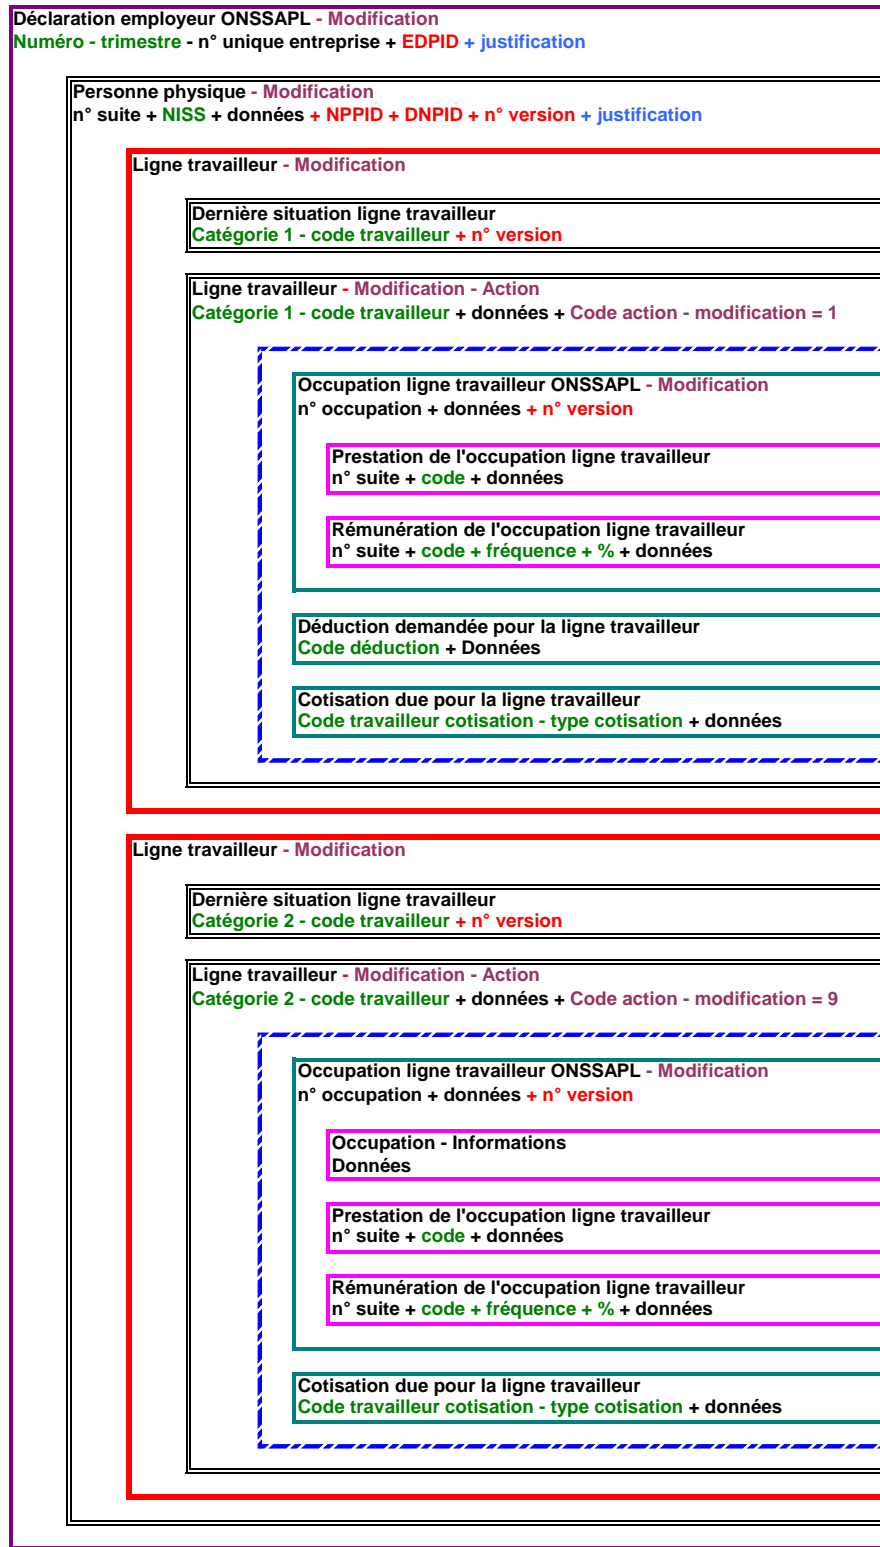 Déclaration employeur ONSSAPL - Modification
Numéro - trimestre - n° unique entreprise + EDPID + justification
Personne physique - Modification
n° suite + NISS + données + NPPID + DNPID + n° version + justification
Ligne travailleur - Modification
Dernière situation ligne travailleur
Catégorie 1 - code travailleur + n° version
Ligne travailleur - Modification - Action
Catégorie 1 - code travailleur + données + Code action - modification = 1
Occupation ligne travailleur ONSSAPL - Modification
n° occupation + données + n° version
Prestation de l'occupation ligne travailleur
n° suite + code + données
Rémunération de l'occupation ligne travailleur
n° suite + code + fréquence + % + données
Déduction demandée pour la ligne travailleur
Code déduction + Données
Cotisation due pour la ligne travailleur
Code travailleur cotisation - type cotisation + données
Ligne travailleur - Modification
Dernière situation ligne travailleur
Catégorie 2 - code travailleur + n° version
Ligne travailleur - Modification - Action
Catégorie 2 - code travailleur + données + Code action - modification = 9
Occupation ligne travailleur ONSSAPL - Modification
n° occupation + données + n° version
Occupation - Informations
Données
Prestation de l'occupation ligne travailleur
n° suite + code + données
Rémunération de l'occupation ligne travailleur
n° suite + code + fréquence + % + données
Cotisation due pour la ligne travailleur
Code travailleur cotisation - type cotisation + données